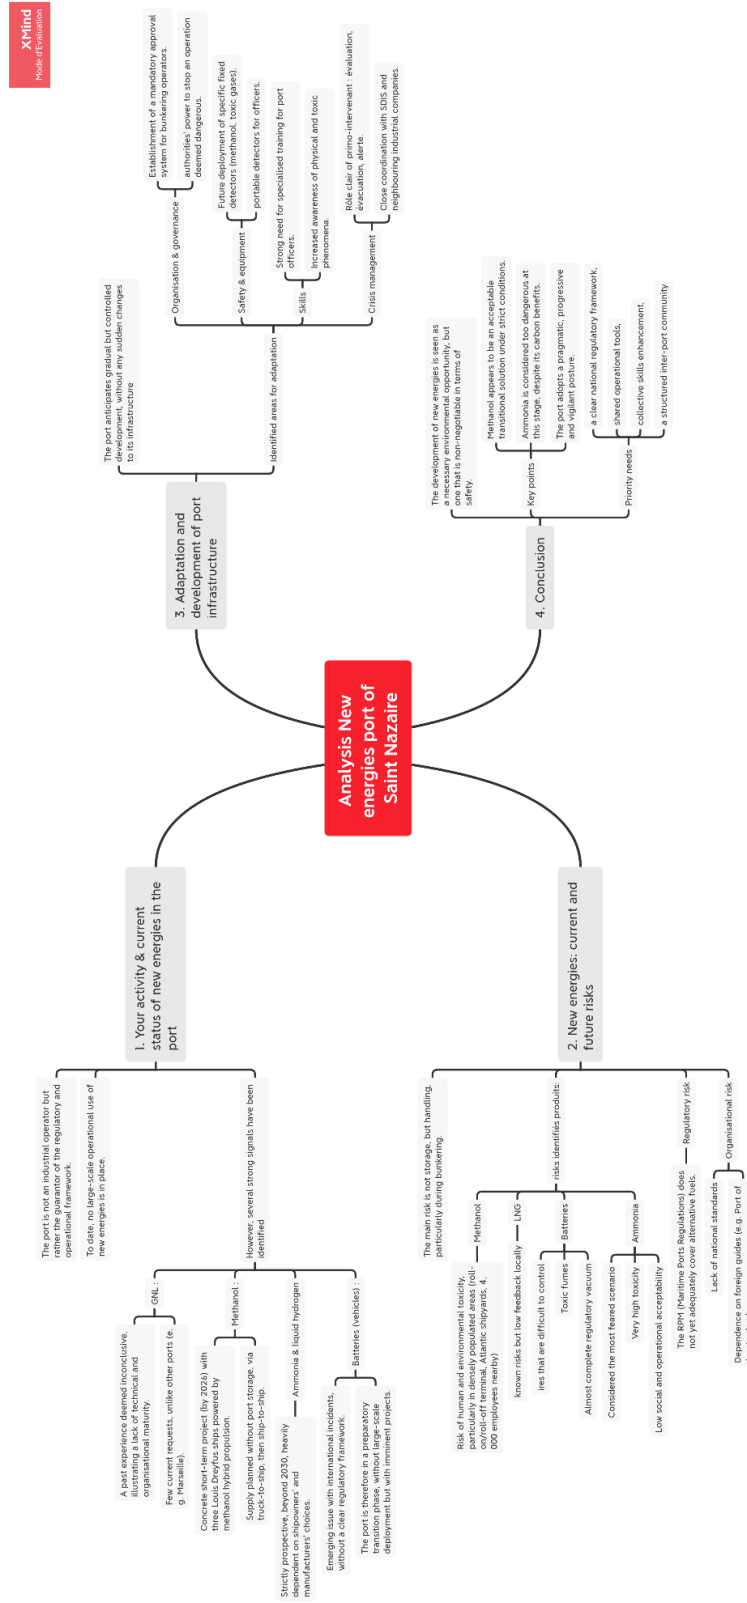 XMind
Mode d'Evaluation
Analysis New
energies port of
Saint Nazaire
1. Your activity & current
status of new energies in the
port
The port is not an industrial operator but
rather the guarantor of the regulatory and
operational framework.
To date, no large-scale operational use of
new energies is in place.
However, several strong signals have been
identified
GNL :
A past experience deemed inconclusive,
illustrating a lack of technical and
organisational maturity.
Few current requests, unlike other ports (e.
g. Marseille).
Methanol :
Concrete short-term project (by 2026) with
three Louis Dreyfus ships powered by
methanol hybrid propulsion.
Supply planned without port storage, via
truck-to-ship, then ship-to-ship.
Ammonia & liquid hydrogen
Strictly prospective, beyond 2030, heavily
dependent on shipowners' and
manufacturers' choices.
Batteries (vehicles) :
Emerging issue with international incidents,
without a clear regulatory framework.
The port is therefore in a preparatory
transition phase, without large-scale
deployment but with imminent projects.
2. New energies: current and
future risks
The main risk is not storage, but handling,
particularly during bunkering.
risks identifiés produits:
Methanol
Risk of human and environmental toxicity,
particularly in densely populated areas (roll-
on/roll-off terminal, Atlantic shipyards, 4.
000 employees nearby)
LNG
known risks but low feedback locally
Batteries
ires that are difficult to control
Toxic fumes
Almost complete regulatory vacuum
Ammonia
Considered the most feared scenario
Very high toxicity
Low social and operational acceptability
Regulatory risk
The RPM (Maritime Ports Regulations) does
not yet adequately cover alternative fuels.
Organisational risk
Lack of national standards
Dependence on foreign guides (e.g. Port of
3. Adaptation and
development of port
infrastructure
The port anticipates gradual but controlled
development, without any sudden changes
to its infrastructure
Identified areas for adaptation
Organisation & governance
Establishment of a mandatory approval
system for bunkering operators.
authorities' power to stop an operation
deemed dangerous.
Safety & equipment
Future deployment of specific fixed
detectors (methanol, toxic gases).
portable detectors for officers.
Skills
Strong need for specialised training for port
officers.
Increased awareness of physical and toxic
phenomena.
Crisis management
Rôle clair of primo-intervenant : évaluation,
évacuation, alerte.
Close coordination with SDIS and
neighbouring industrial companies.
4. Conclusion
The development of new energies is seen as
a necessary environmental opportunity, but
one that is non-negotiable in terms of
safety.
Key points
Methanol appears to be an acceptable
transitional solution under strict conditions.
Ammonia is considered too dangerous at
this stage, despite its carbon benefits.
The port adopts a pragmatic, progressive
and vigilant posture.
Priority needs
a clear national regulatory framework,
shared operational tools,
collective skills enhancement,
a structured inter-port community